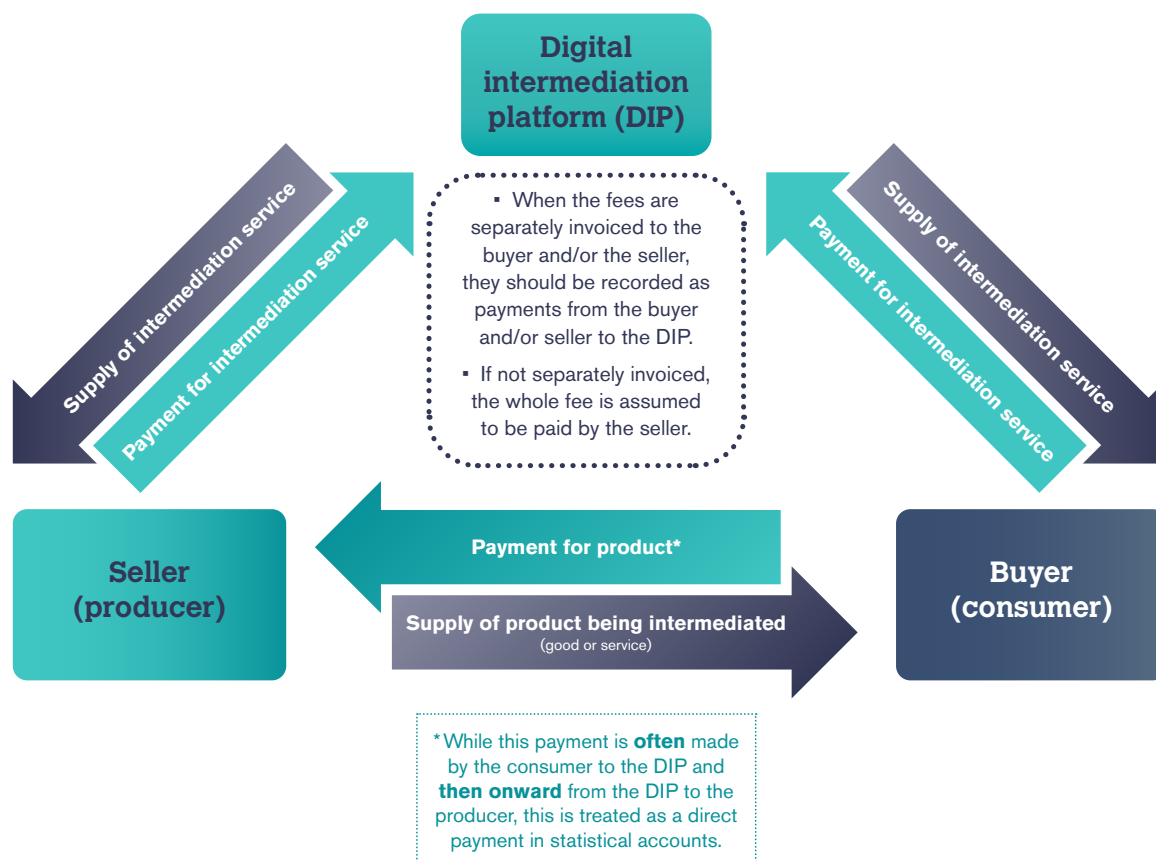 Digital
intermediation
platform (DIP)
Supply of intermediation service
Payment for intermediation service
▪ When the fees are
separately invoiced to the
buyer and/or the seller,
they should be recorded as
payments from the buyer
and/or seller to the DIP.
▪ If not separately invoiced,
the whole fee is assumed
to be paid by the seller.
Supply of intermediation service
Payment for intermediation service
Seller
(producer)
Payment for product*
Supply of product being intermediated
(good or service)
Buyer
(consumer)
* While this payment is often made
by the consumer to the DIP and
then onward from the DIP to the
producer, this is treated as a direct
payment in statistical accounts.